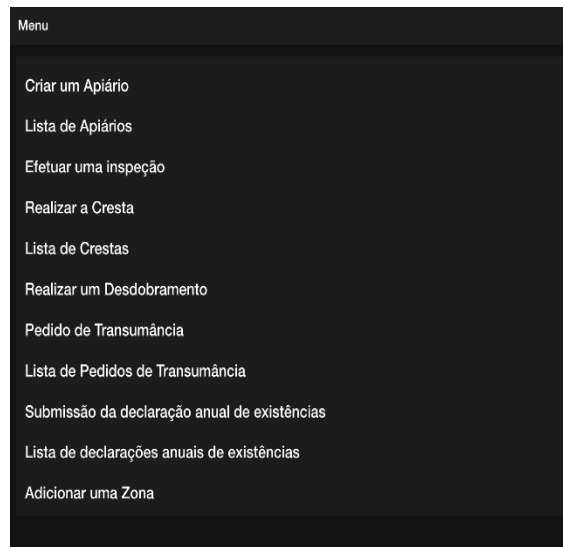 Menu
Criar um Apiário
Lista de Apiários
Efetuar uma inspeção
Realizar a Cresta
Lista de Crestas
Realizar um Desdobramento
Pedido de Transumância
Lista de Pedidos de Transumância
Submissão da declaração anual de existências
Lista de declarações anuais de existências
Adicionar uma Zona